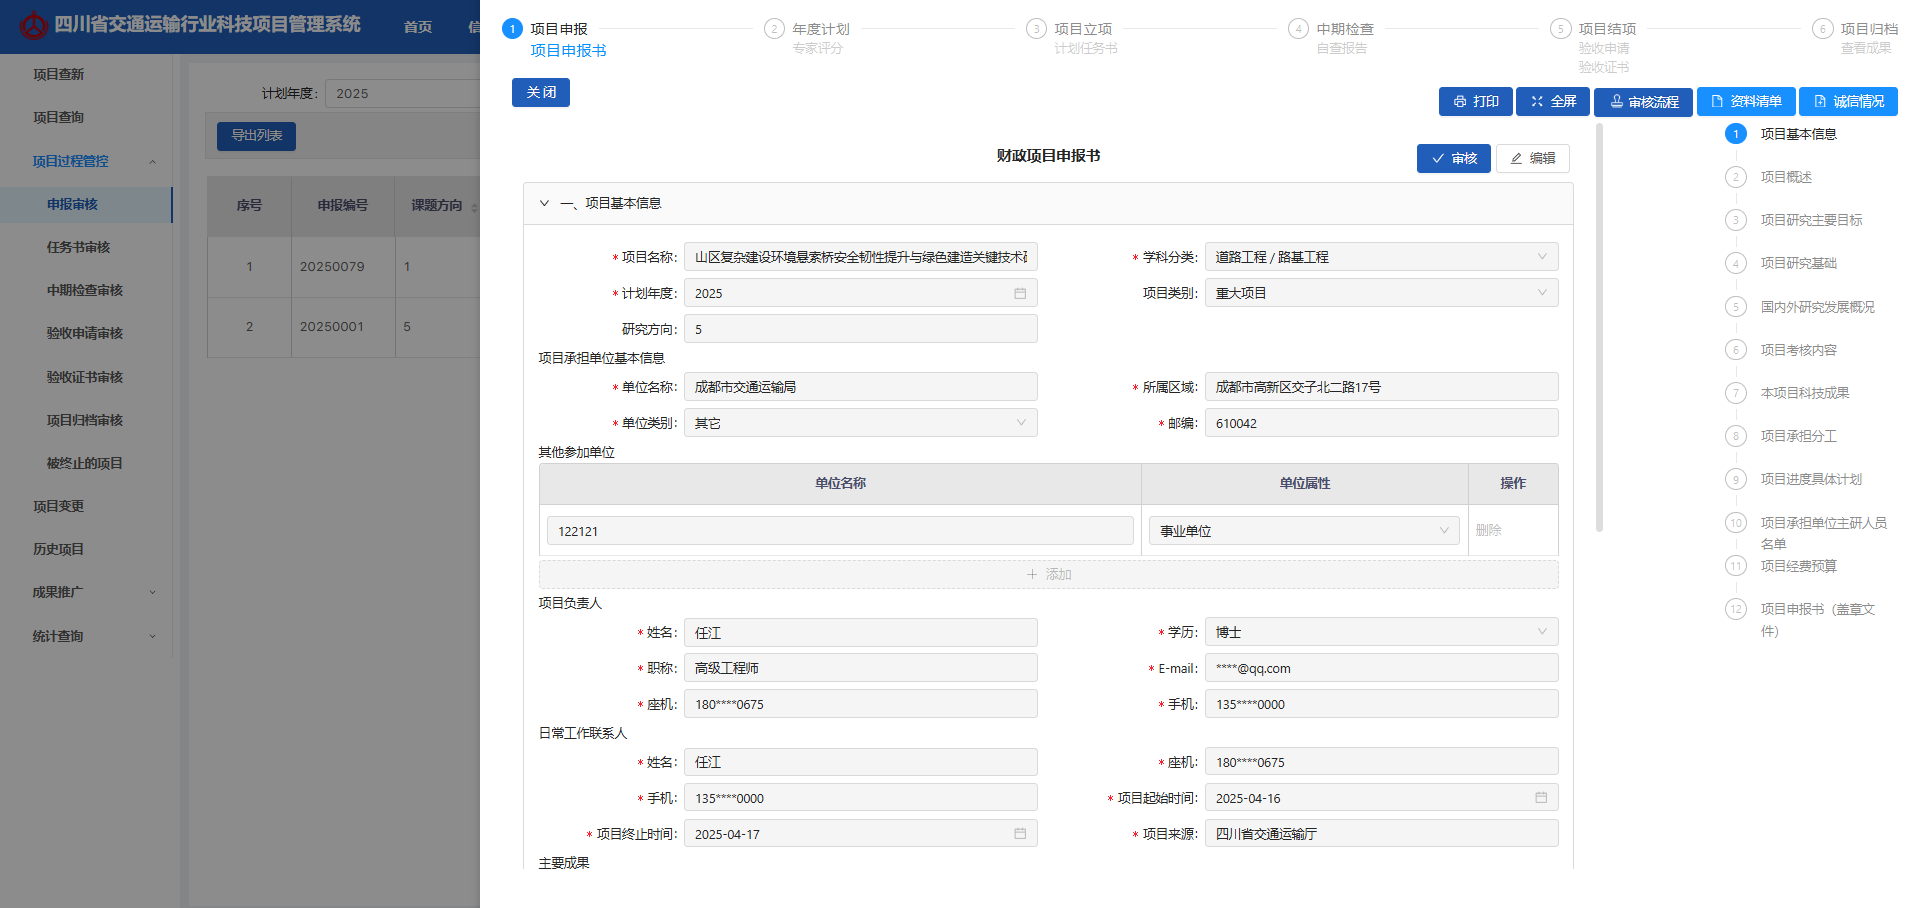 四川省交通运输行业科技项目管理系统
首页
项目查新
项目查询
项目过程管控
申报审核
任务书审核
中期检查审核
验收申请审核
验收证书审核
项目归档审核
被终止的项目
项目变更
历史项目
成果推广
统计查询
计划年度: 2025
导出列表
序号 申报编号 课题方向
1 20250079 1
2 20250001 5
1 项目申报
项目申报书
2 年度计划
专家评分
3 项目立项
计划任务书
4 中期检查
自查报告
5 项目结项
验收申请
验收证书
6 项目归档
查看成果
关 闭
打印 全屏 审核流程 资料清单 诚信情况
财政项目申报书
审核 编辑
一、项目基本信息
* 项目名称: 山区复杂建设环境悬索桥安全韧性提升与绿色建造关键技术
* 学科分类: 道路工程 / 路基工程
* 计划年度: 2025
项目类别: 重大项目
研究方向: 5
项目承担单位基本信息
* 单位名称: 成都市交通运输局
* 所属区域: 成都市高新区交子北二路17号
* 单位类别: 其它
* 邮编: 610042
其他参加单位
单位名称 单位属性 操作
122121 事业单位 删除
添加
项目负责人
* 姓名: 任江
* 学历: 博士
* 职称: 高级工程师
* E-mail: ****@qq.com
* 座机: 180****0675
* 手机: 135****0000
日常工作联系人
* 姓名: 任江
* 座机: 180****0675
* 手机: 135****0000
* 项目起始时间: 2025-04-16
* 项目终止时间: 2025-04-17
* 项目来源: 四川省交通运输厅
主要成果
1 项目基本信息
2 项目概述
3 项目研究主要目标
4 项目研究基础
5 国内外研究发展概况
6 项目考核内容
7 本项目科技成果
8 项目承担分工
9 项目进度具体计划
10 项目承担单位主研人员
名单
11 项目经费预算
12 项目申报书（盖章文
件）